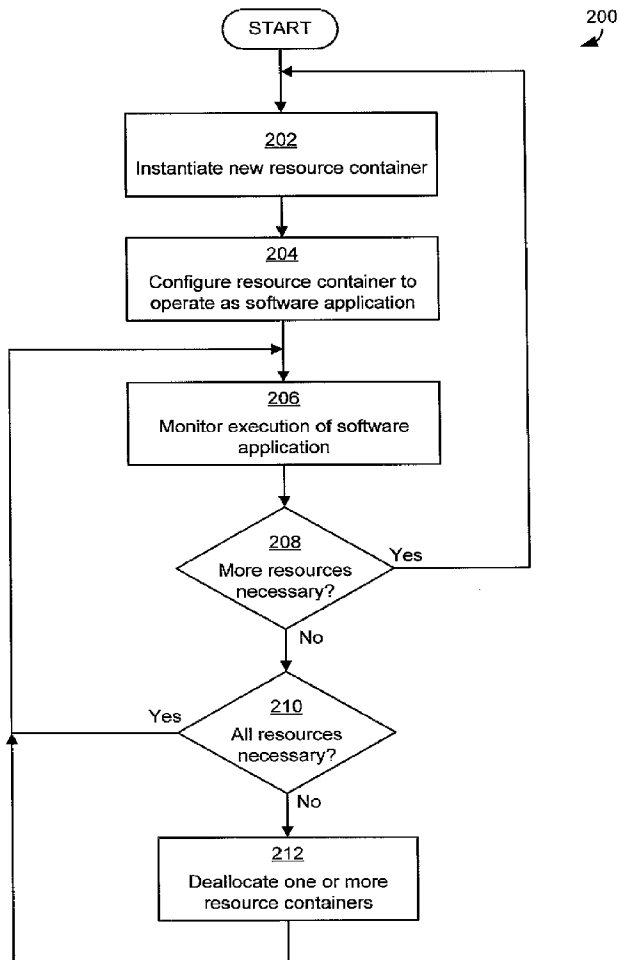 START
200
202
Instantiate new resource container
204
Configure resource container to
operate as software application
206
Monitor execution of software
application
208
More resources
necessary?
Yes
No
210
All resources
necessary?
Yes
No
212
Deallocate one or more
resource containers